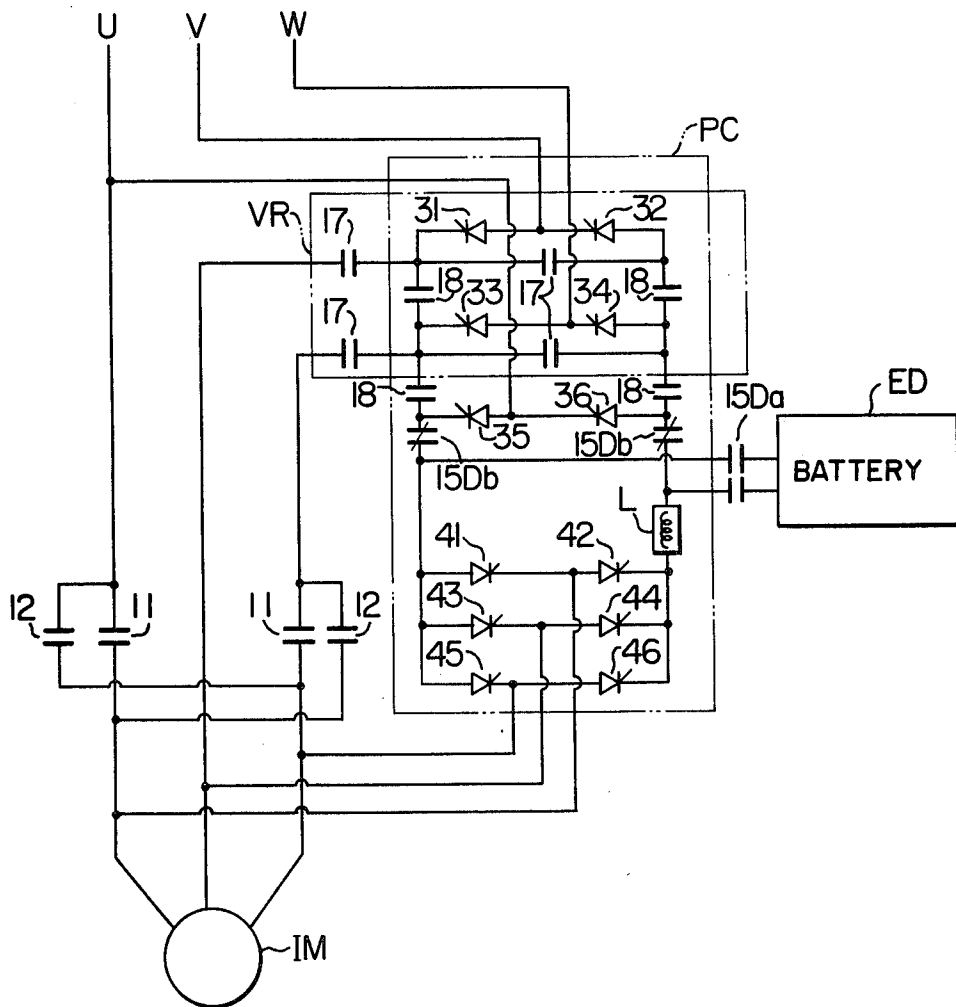 U V W
PC
VR 17 31 32
18 33 17 34 18
17
18 36 18 15Da ED
35 15Db
15Db BATTERY
L
41 42
12 11 11 12 43 44
45 46
IM